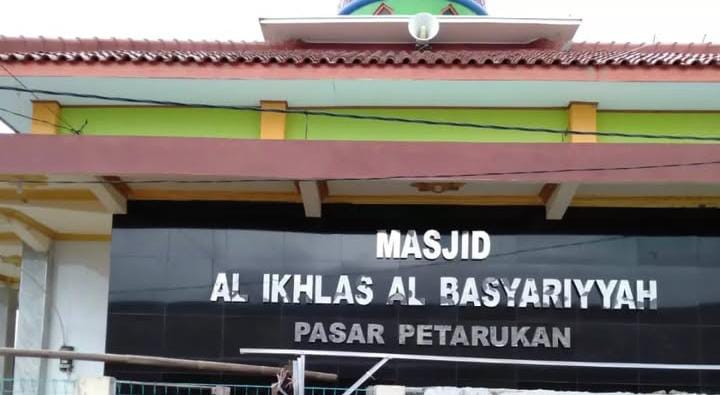 MASJID
AL IKHLAS AL BASYARIYYAH
PASAR PETARUKAN